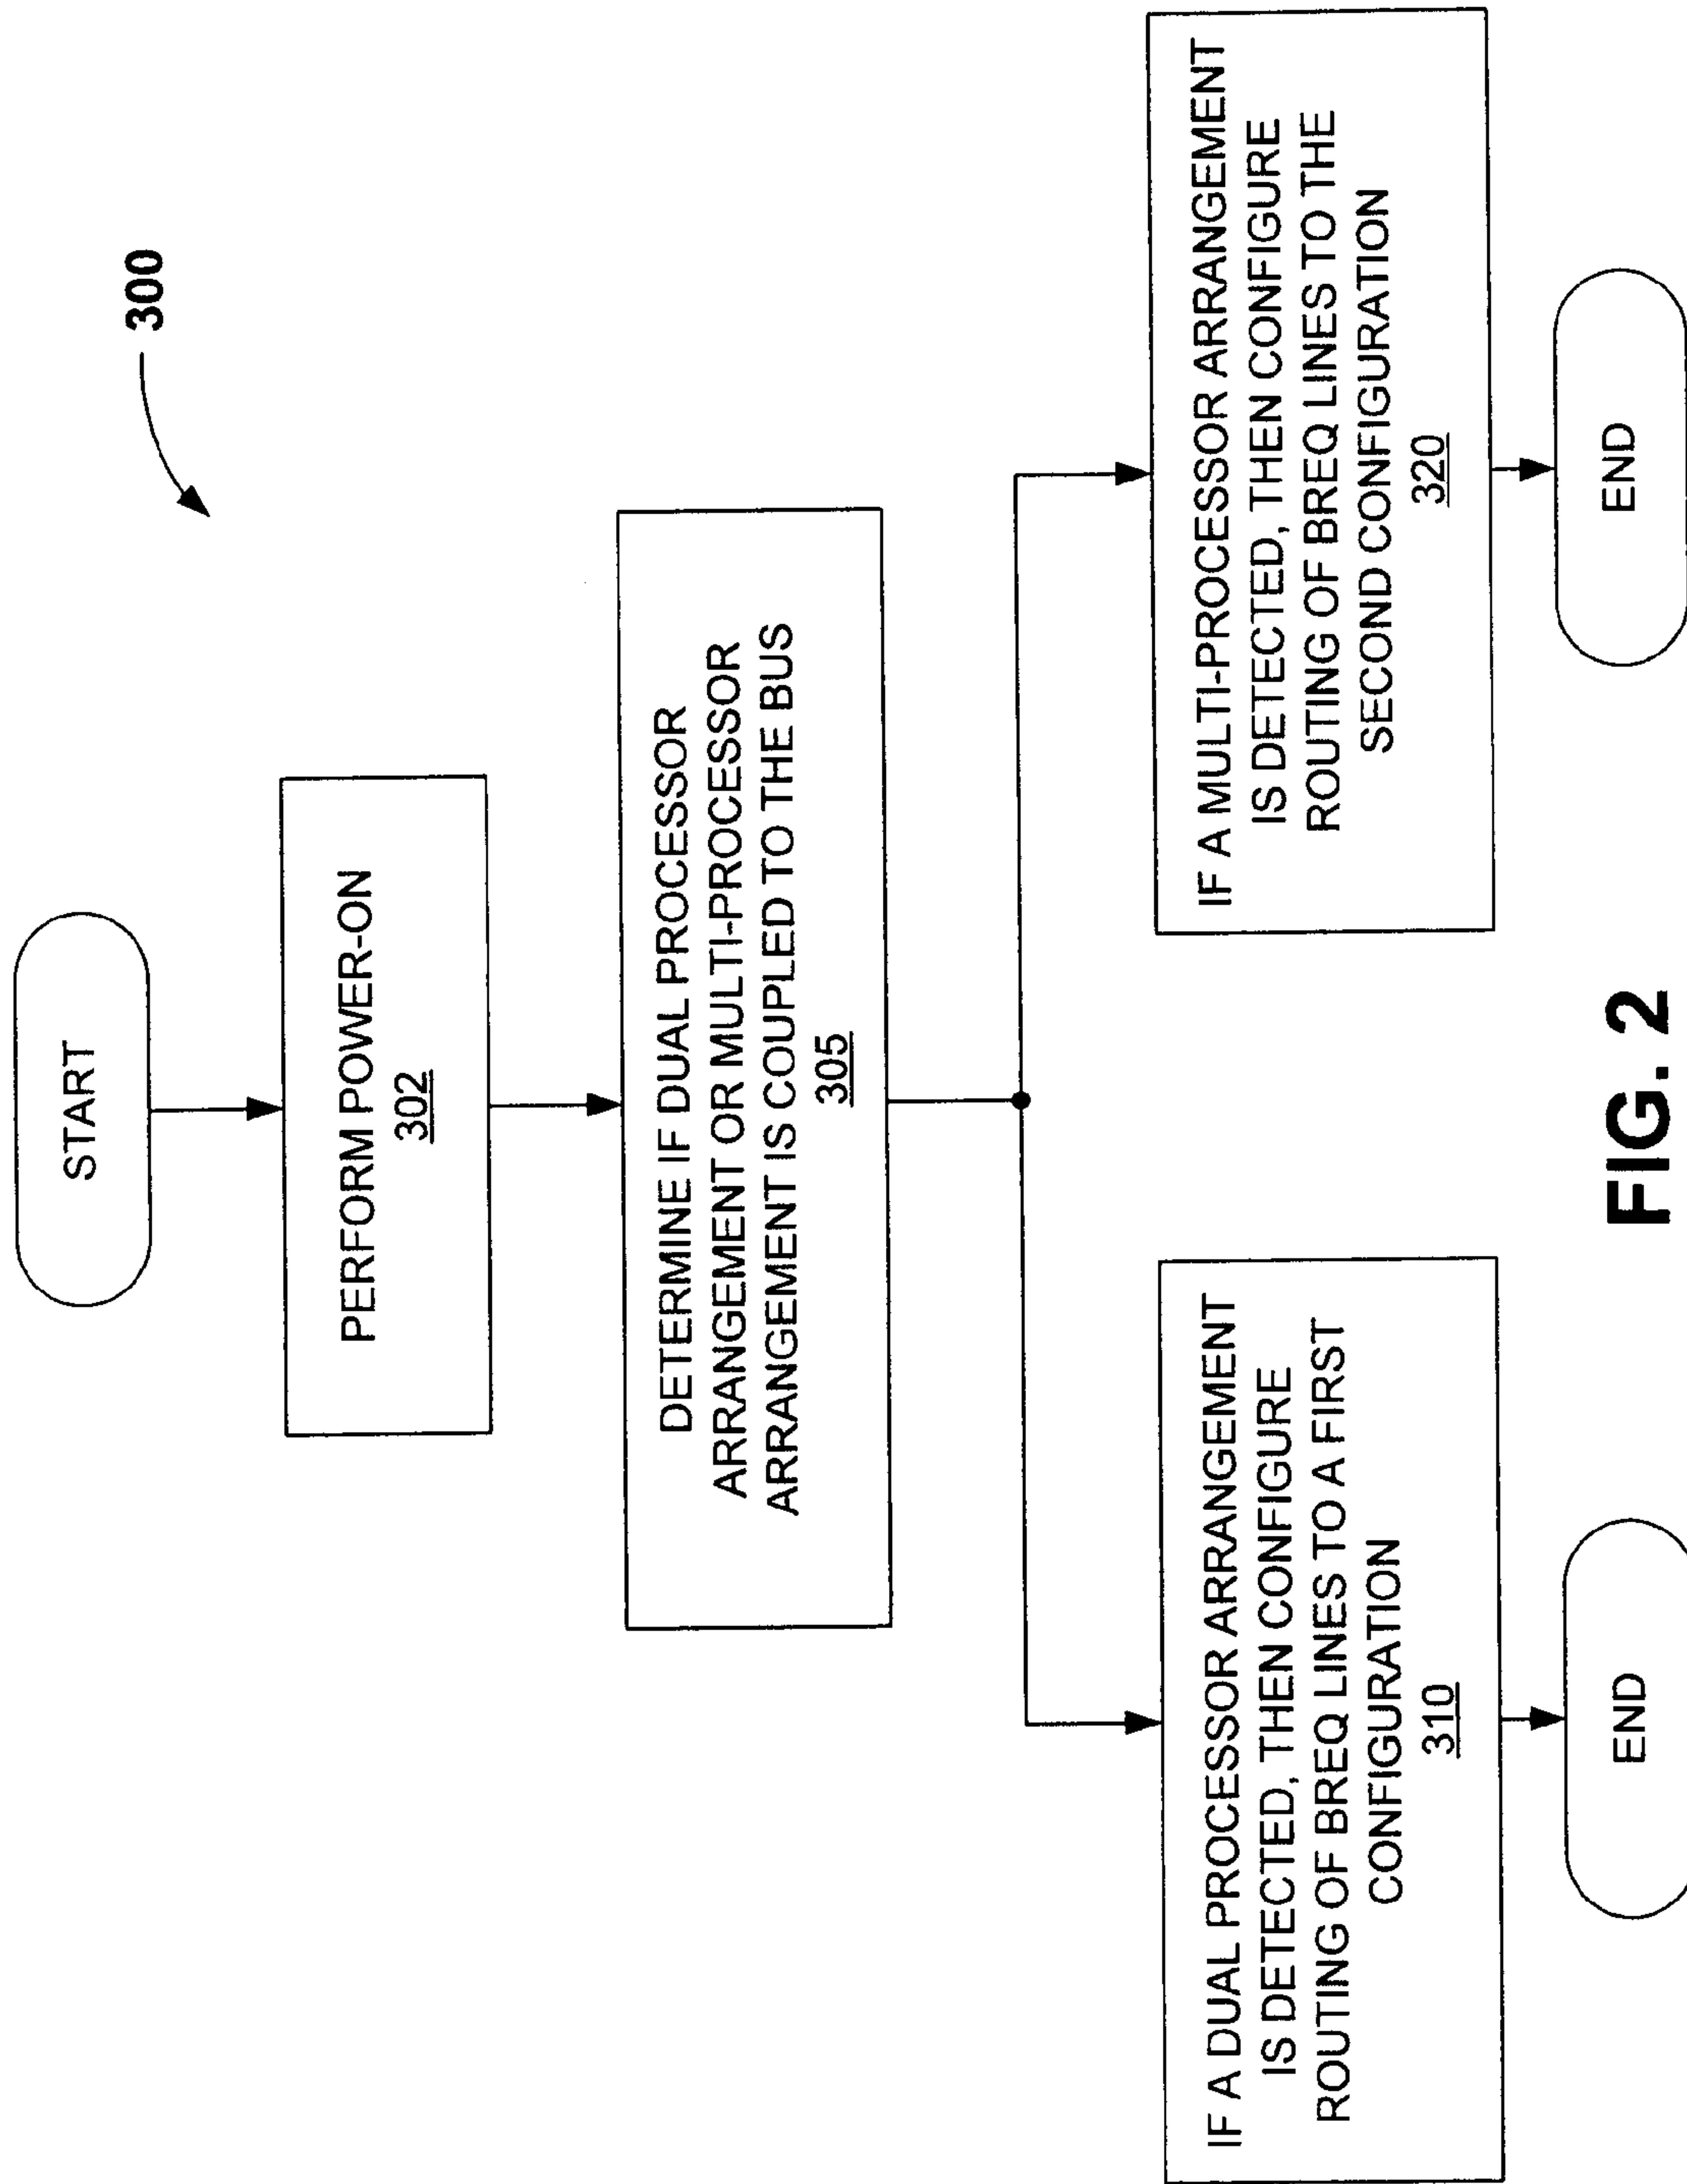 300
START
PERFORM POWER-ON
302
DETERMINE IF DUAL PROCESSOR
ARRANGEMENT OR MULTI-PROCESSOR
ARRANGEMENT IS COUPLED TO THE BUS
305
IF A DUAL PROCESSOR ARRANGEMENT
IS DETECTED, THEN CONFIGURE
ROUTING OF BREQ LINES TO A FIRST
CONFIGURATION
310
END
IF A MULTI-PROCESSOR ARRANGEMENT
IS DETECTED, THEN CONFIGURE
ROUTING OF BREQ LINES TO THE
SECOND CONFIGURATION
320
END
FIG. 2